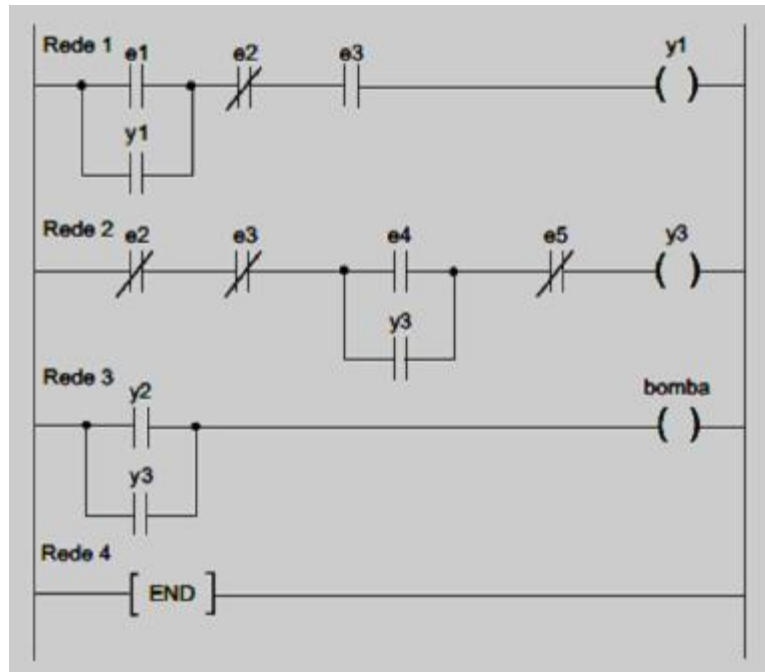 Rede 1
e1 e2 e3 y1
y1
Rede 2
e2 e3 e4 e5 y3
y3
Rede 3
y2 bomba
y3
Rede 4
END